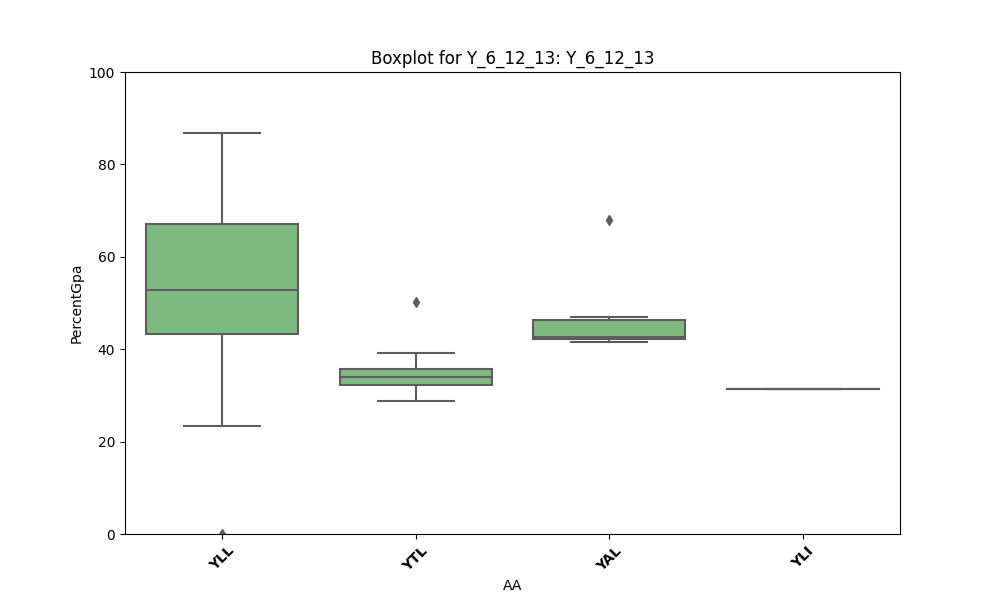 Boxplot for Y_6_12_13: Y_6_12_13
100
80
60
40
20
0
PercentGpa
YLL
YTL
YAL
YLI
AA